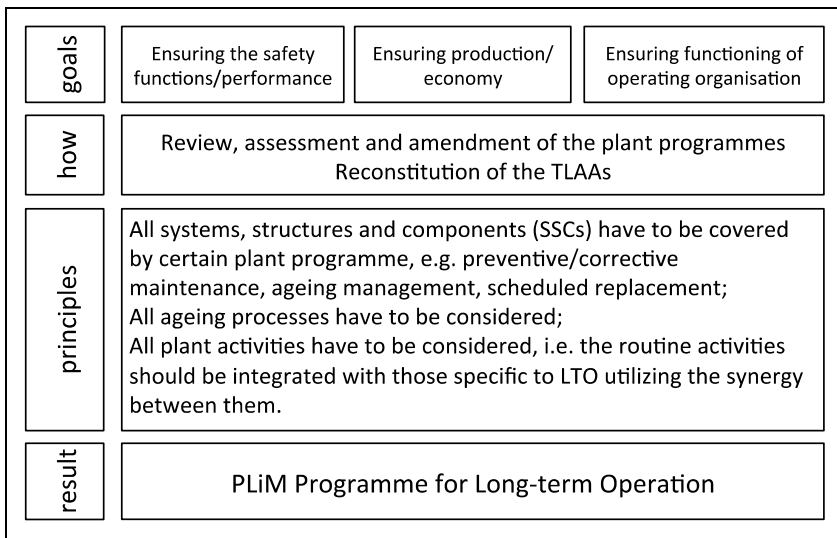 goals
Ensuring the safety
functions/performance
Ensuring production/
economy
Ensuring functioning of
operating organisation
how
Review, assessment and amendment of the plant programmes
Reconstitution of the TLAAs
principles
All systems, structures and components (SSCs) have to be covered
by certain plant programme, e.g. preventive/corrective
maintenance, ageing management, scheduled replacement;
All ageing processes have to be considered;
All plant activities have to be considered, i.e. the routine activities
should be integrated with those specific to LTO utilizing the synergy
between them.
result
PLiM Programme for Long-term Operation